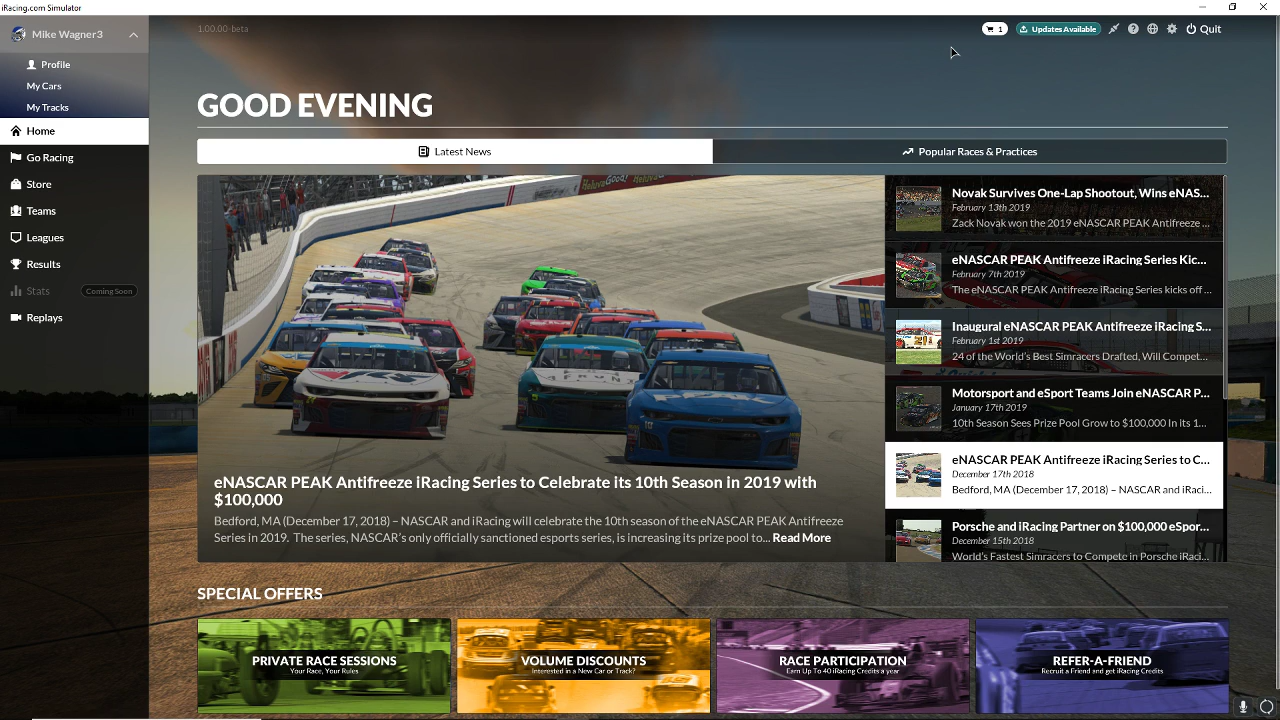 iRacing.com Simulator
Mike Wagner3
Profile
My Cars
My Tracks
Home
Go Racing
Store
Teams
Leagues
Results
Stats Coming Soon
Replays
1.00.00-beta
1 Updates Available Quit
GOOD EVENING
Latest News
Popular Races & Practices
HeluvaGood!
eNASCAR PEAK Antifreeze iRacing Series to Celebrate its 10th Season in 2019 with
$100,000
Bedford, MA (December 17, 2018) – NASCAR and iRacing will celebrate the 10th season of the eNASCAR PEAK Antifreeze
Series in 2019. The series, NASCAR's only officially sanctioned esports series, is increasing its prize pool to... Read More
Novak Survives One-Lap Shootout, Wins eNAS...
February 13th 2019
Zack Novak won the 2019 eNASCAR PEAK Antifreeze ...
eNASCAR PEAK Antifreeze iRacing Series Kic...
February 7th 2019
The eNASCAR PEAK Antifreeze iRacing Series kicks off ...
Inaugural eNASCAR PEAK Antifreeze iRacing S...
February 1st 2019
24 of the World's Best Simracers Drafted, Will Compet...
Motorsport and eSport Teams Join eNASCAR P...
January 17th 2019
10th Season Sees Prize Pool Grow to $100,000 In its 1...
eNASCAR PEAK Antifreeze iRacing Series to C...
December 17th 2018
Bedford, MA (December 17, 2018) – NASCAR and iRaci...
Porsche and iRacing Partner on $100,000 eSpor...
December 15th 2018
World's Fastest Simracers to Compete in Porsche iRaci...
SPECIAL OFFERS
PRIVATE RACE SESSIONS
Your Race, Your Rules
VOLUME DISCOUNTS
Interested in a New Car or Track?
RACE PARTICIPATION
Earn Up To 40 iRacing Credits a year
REFER-A-FRIEND
Recruit a Friend and get iRacing Credits